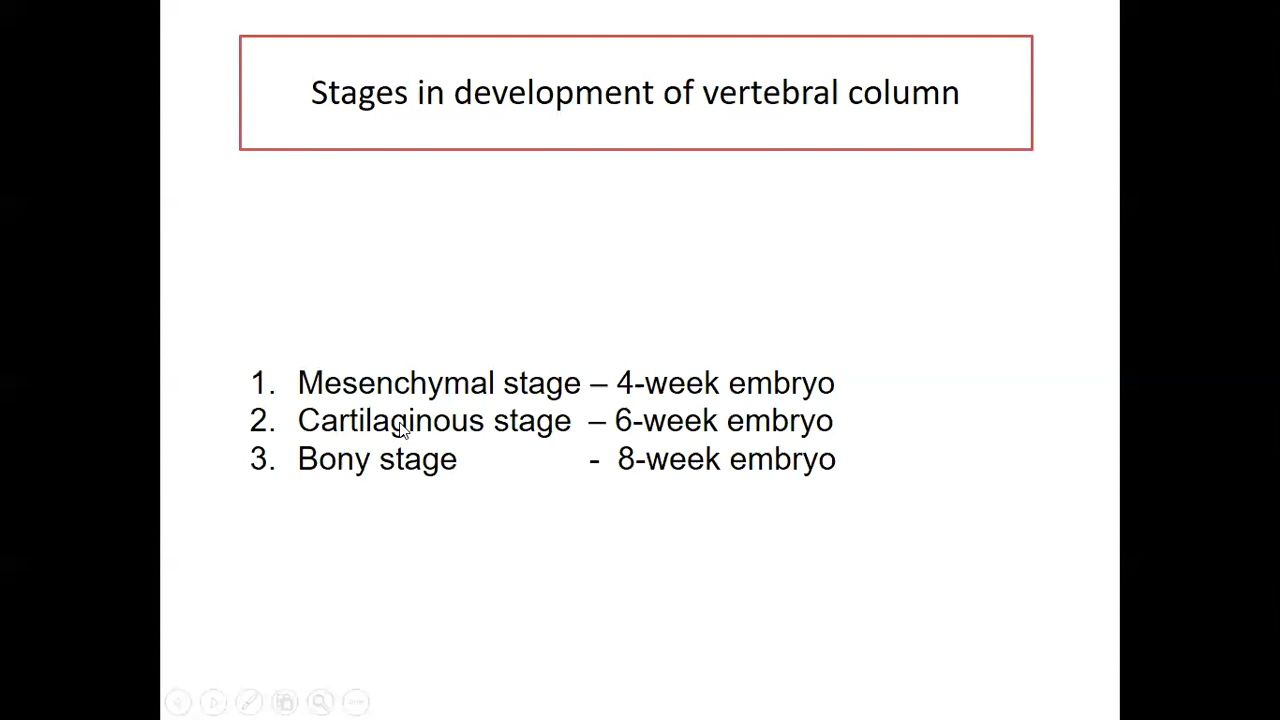 Stages in development of vertebral column
1. Mesenchymal stage – 4-week embryo
2. Cartilaginous stage – 6-week embryo
3. Bony stage - 8-week embryo